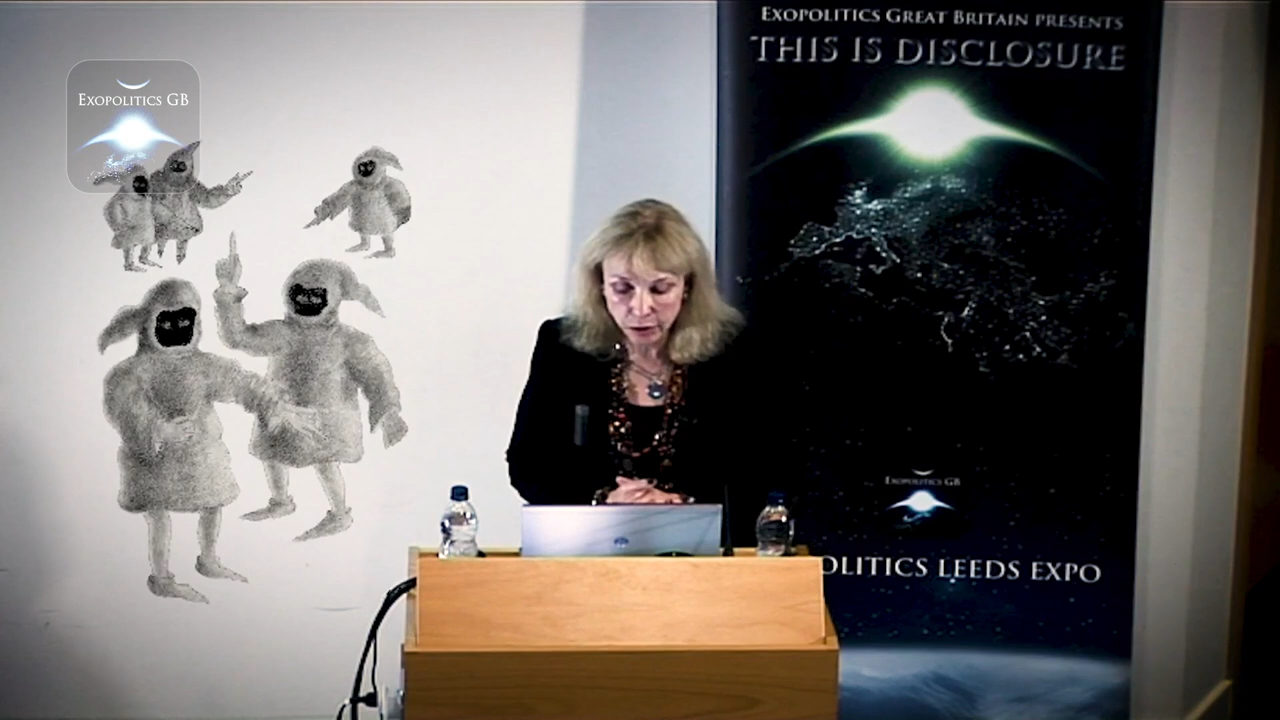 EXOPOLITICS GB
EXOPOLITICS GREAT BRITAIN PRESENTS
THIS IS DISCLOSURE
EXOPOLITICS GB
OLITICS LEEDS EXPO